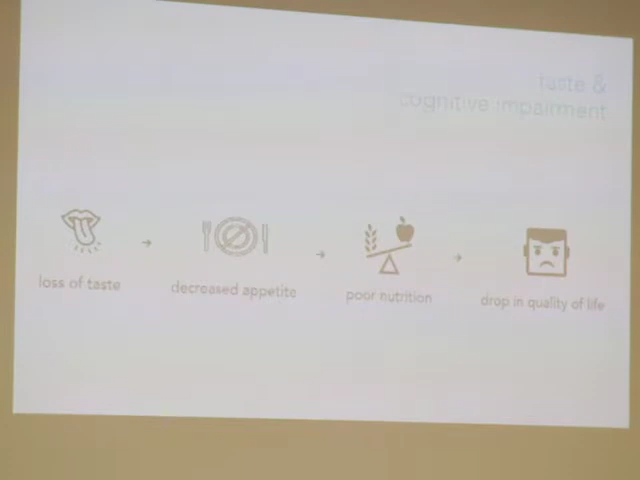 taste &
cognitive impairment
loss of taste
decreased appetite
poor nutrition
drop in quality of life